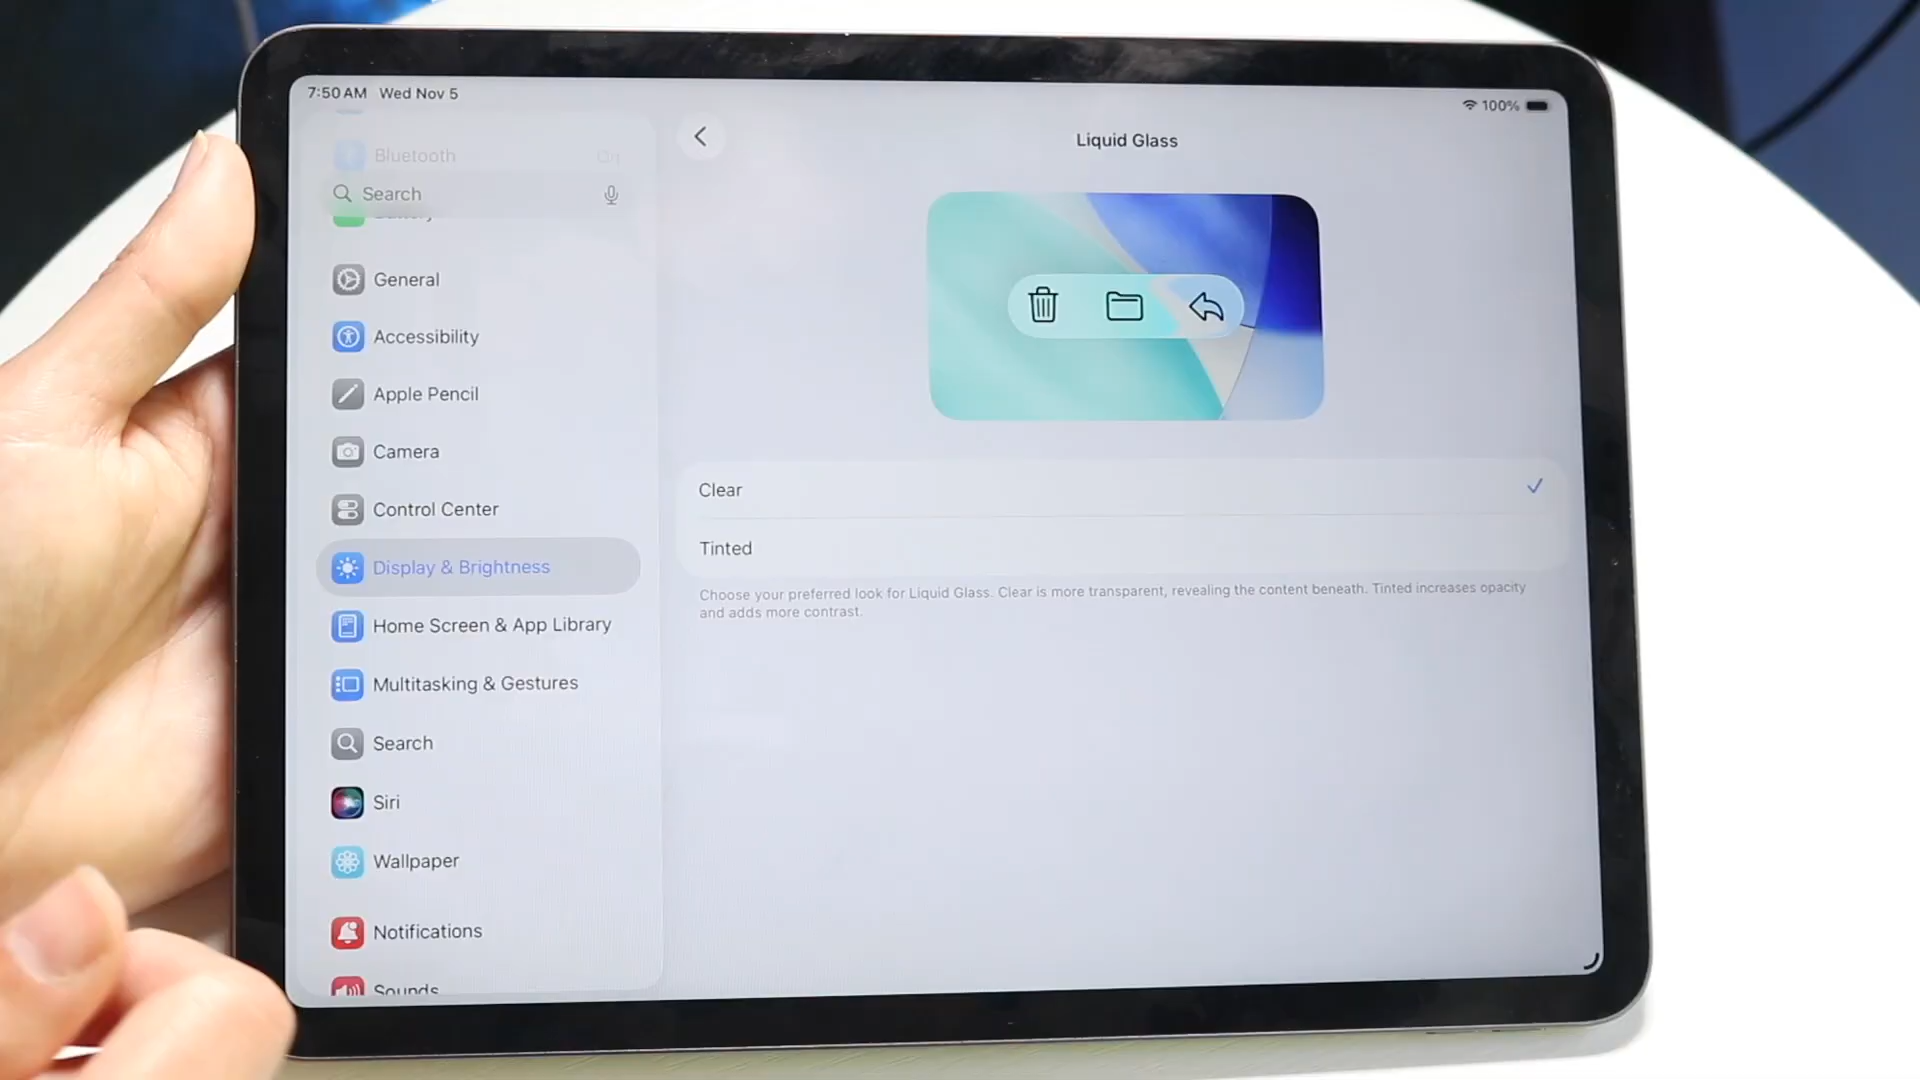 7:50 AM Wed Nov 5
100%
Bluetooth On
Search
General
Accessibility
Apple Pencil
Camera
Control Center
Display & Brightness
Home Screen & App Library
Multitasking & Gestures
Search
Siri
Wallpaper
Notifications
Sounds
Liquid Glass
Clear
Tinted
Choose your preferred look for Liquid Glass. Clear is more transparent, revealing the content beneath. Tinted increases opacity
and adds more contrast.